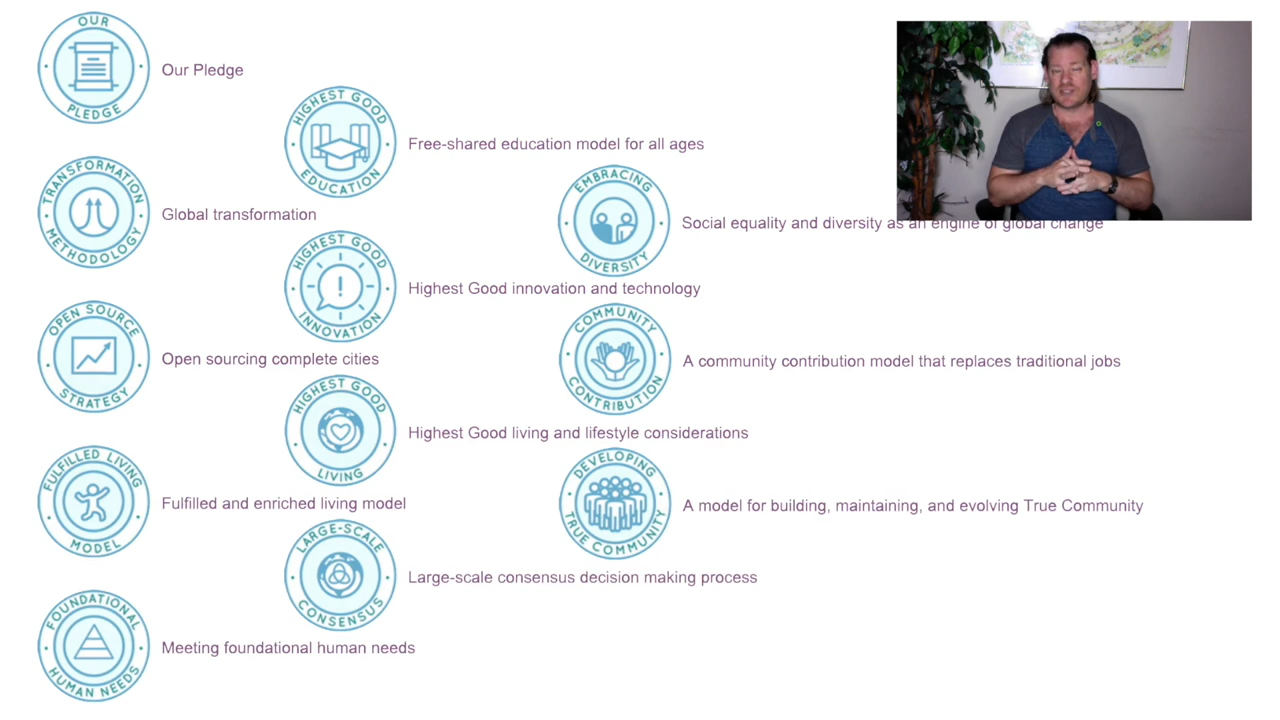 OUR PLEDGE
Our Pledge
HIGHEST GOOD EDUCATION
Free-shared education model for all ages
TRANSFORMATION METHODOLOGY
Global transformation
EMBRACING DIVERSITY
Social equality and diversity as an engine of global change
HIGHEST GOOD INNOVATION
!
Highest Good innovation and technology
OPEN SOURCE STRATEGY
Open sourcing complete cities
COMMUNITY CONTRIBUTION
A community contribution model that replaces traditional jobs
HIGHEST GOOD LIVING
Highest Good living and lifestyle considerations
FULFILLED LIVING MODEL
Fulfilled and enriched living model
DEVELOPING TRUE COMMUNITY
A model for building, maintaining, and evolving True Community
LARGE-SCALE CONSENSUS
Large-scale consensus decision making process
FOUNDATIONAL HUMAN NEEDS
Meeting foundational human needs